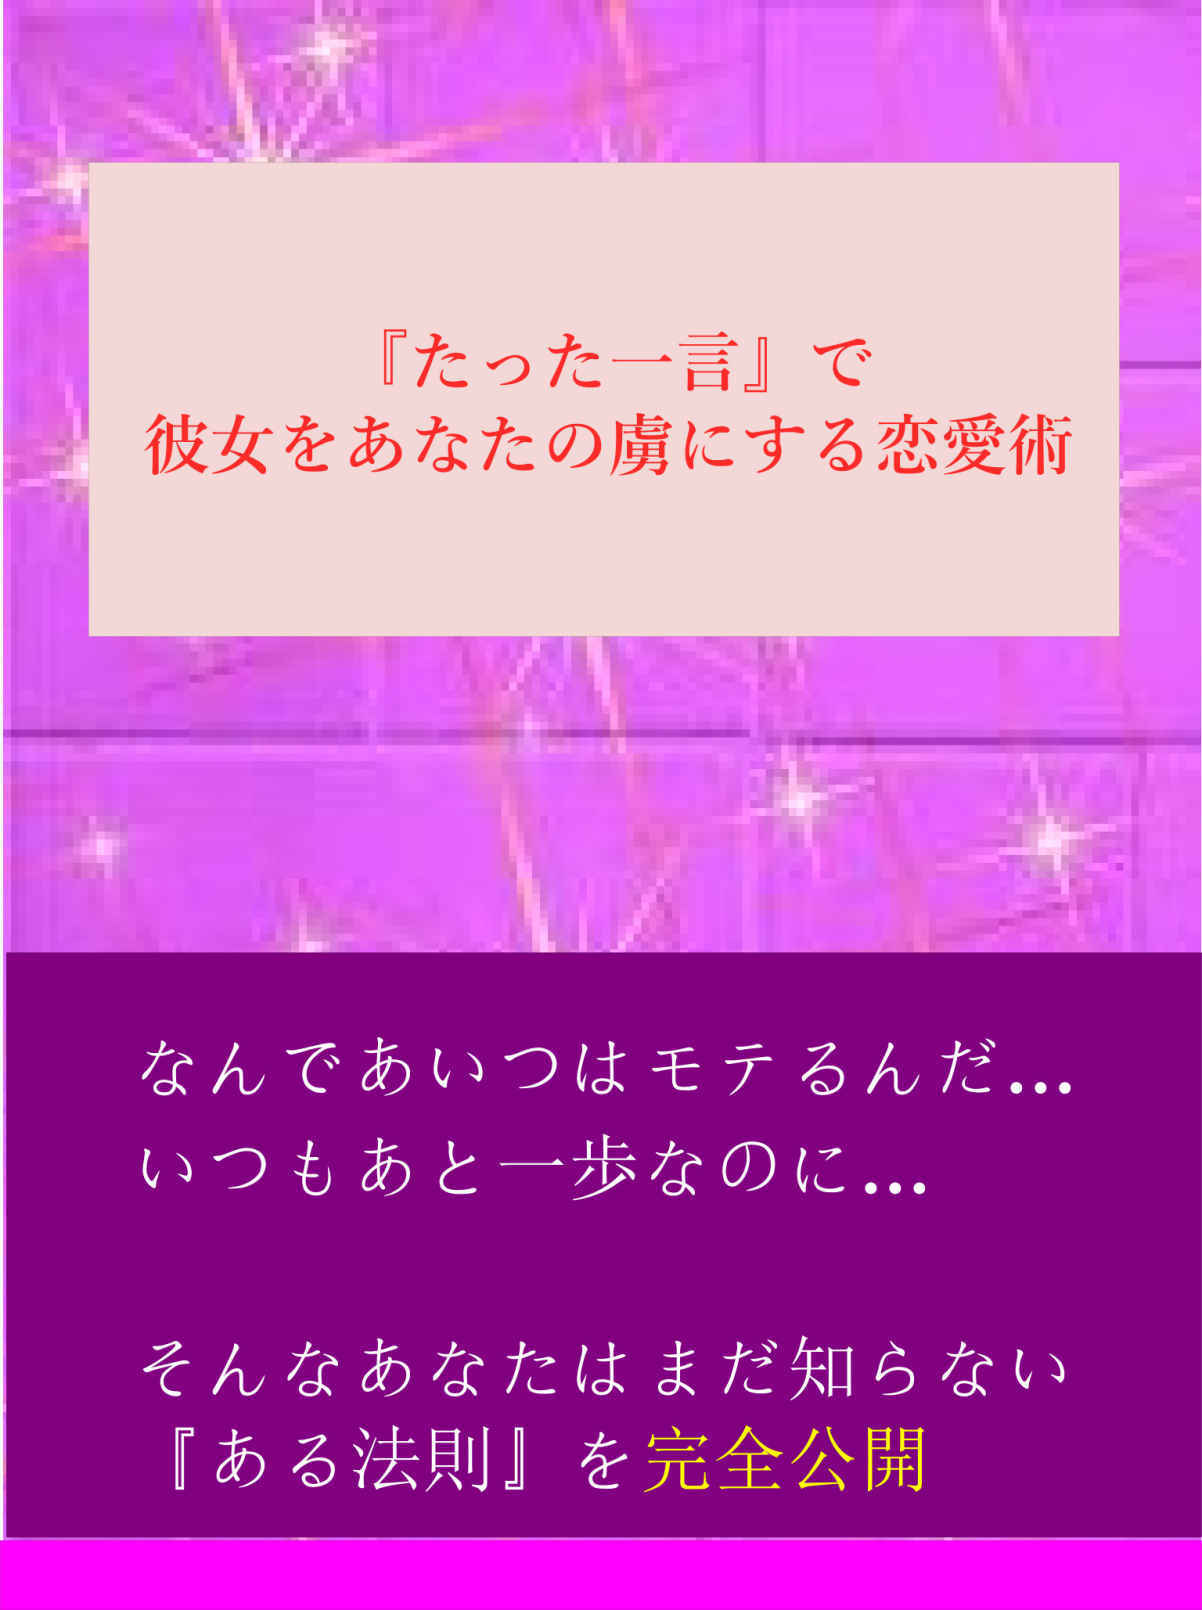 『たった一言』で
彼女をあなたの虜にする恋愛術
なんであいつはモテるんだ...
いつもあと一歩なのに...
そんなあなたはまだ知らない
『ある法則』を完全公開